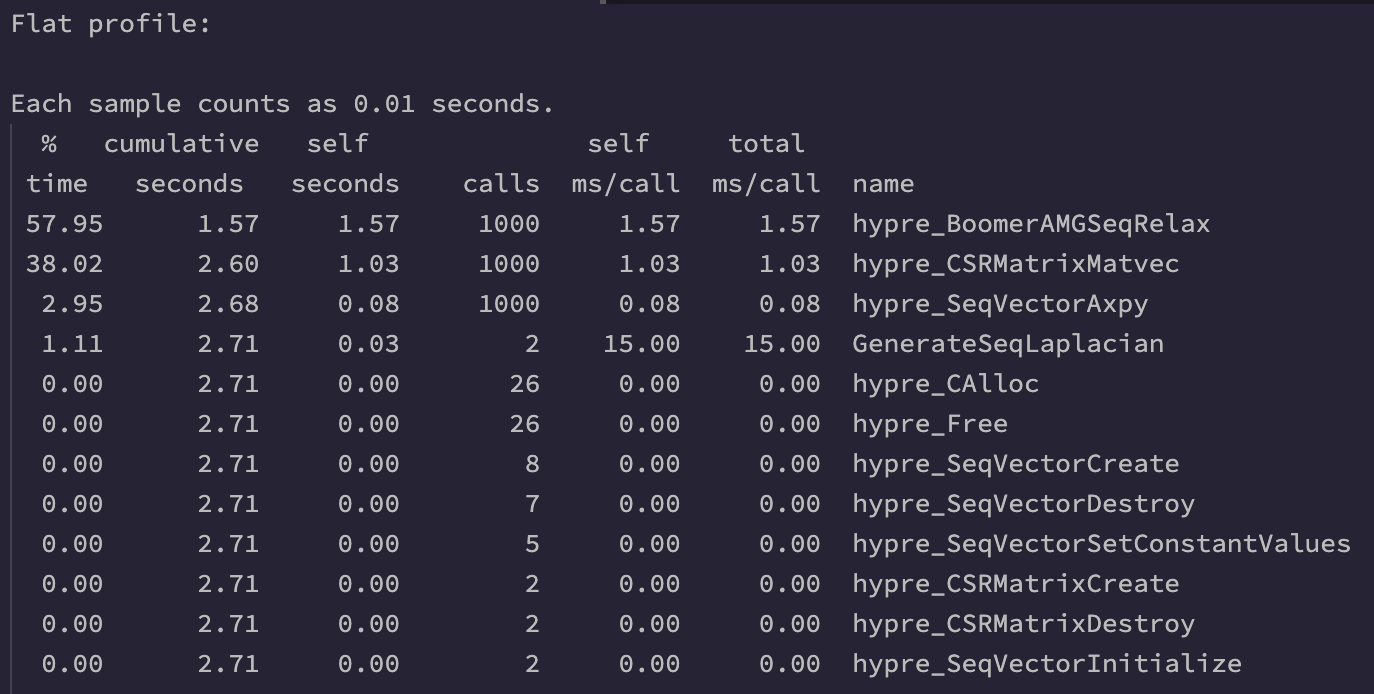 Flat profile:

Each sample counts as 0.01 seconds.
  %   cumulative   self              self     total
 time   seconds   seconds    calls  ms/call  ms/call  name
 57.95      1.57     1.57     1000     1.57     1.57  hypre_BoomerAMGSeqRelax
 38.02      2.60     1.03     1000     1.03     1.03  hypre_CSRMatrixMatvec
  2.95      2.68     0.08     1000     0.08     0.08  hypre_SeqVectorAxpy
  1.11      2.71     0.03        2    15.00    15.00  GenerateSeqLaplacian
  0.00      2.71     0.00       26     0.00     0.00  hypre_CAlloc
  0.00      2.71     0.00       26     0.00     0.00  hypre_Free
  0.00      2.71     0.00        8     0.00     0.00  hypre_SeqVectorCreate
  0.00      2.71     0.00        7     0.00     0.00  hypre_SeqVectorDestroy
  0.00      2.71     0.00        5     0.00     0.00  hypre_SeqVectorSetConstantValues
  0.00      2.71     0.00        2     0.00     0.00  hypre_CSRMatrixCreate
  0.00      2.71     0.00        2     0.00     0.00  hypre_CSRMatrixDestroy
  0.00      2.71     0.00        2     0.00     0.00  hypre_SeqVectorInitialize